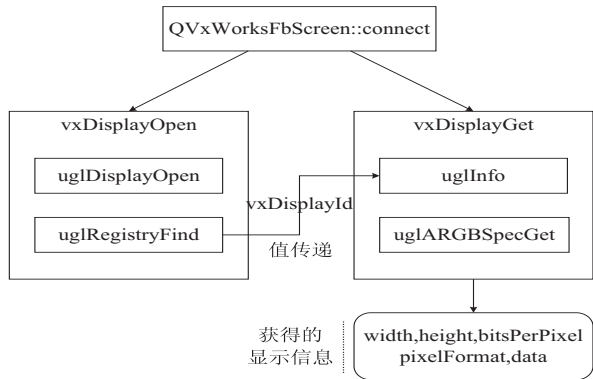 QVxWorksFbScreen::connect
vxDisplayOpen
uglDisplayOpen
uglRegistryFind
vxDisplayId
值传递
vxDisplayGet
uglInfo
uglARGBSpecGet
获得的
显示信息
width,height,bitsPerPixel
pixelFormat,data